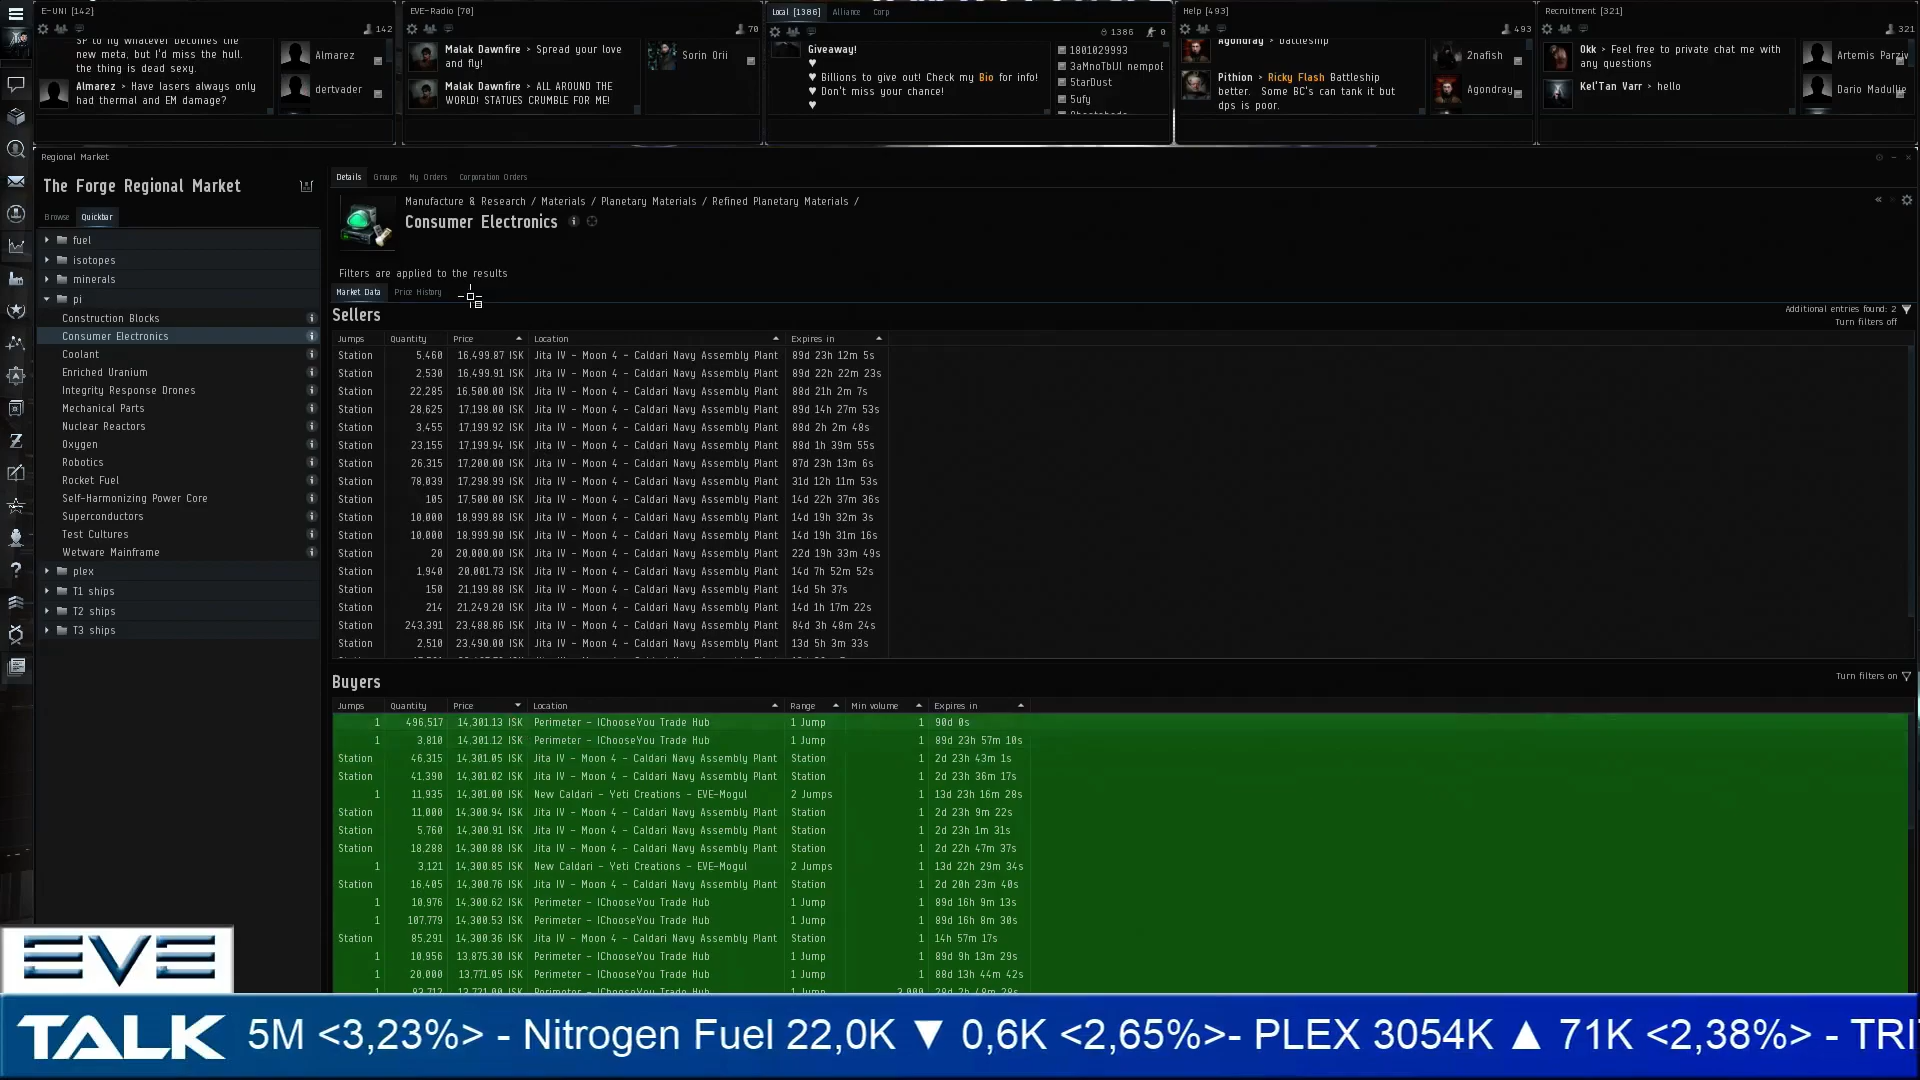 E-UNI [142]
142
SP to fly whatever becomes the
new meta, but I'd miss the hull.
the thing is dead sexy.
Almarez > Have lasers always only
had thermal and EM damage?
Almarez
dertvader
EVE-Radio [70]
70
Malak Dawnfire > Spread your love
and fly!
Malak Dawnfire > ALL AROUND THE
WORLD! STATUES CRUMBLE FOR ME!
Sorin Orii
Local [1386] Alliance Corp
1386 0
Giveaway!
♥
♥ Billions to give out! Check my Bio for info!
♥ Don't miss your chance!
♥
1801029993
5tarDust
5ufy
Help [493]
493
Agondray > battleship
Pithion > Ricky Flash Battleship
better. Some BC's can tank it but
dps is poor.
2nafish
Agondray
Recruitment [321]
321
Okk > Feel free to private chat me with
any questions
Kel'Tan Varr > hello
Artemis Parziv
Dario Madullie
Regional Market
The Forge Regional Market
Browse Quickbar
fuel
isotopes
minerals
pi
Construction Blocks
Consumer Electronics
Coolant
Enriched Uranium
Integrity Response Drones
Mechanical Parts
Nuclear Reactors
Oxygen
Robotics
Rocket Fuel
Self-Harmonizing Power Core
Superconductors
Test Cultures
Wetware Mainframe
plex
T1 ships
T2 ships
T3 ships
Details Groups My Orders Corporation Orders
Manufacture & Research / Materials / Planetary Materials / Refined Planetary Materials /
Consumer Electronics
Filters are applied to the results
Market Data Price History
Sellers
Additional entries found: 2
Turn filters off
Jumps Quantity Price Location Expires in
Station 5,460 16,499.87 ISK Jita IV - Moon 4 - Caldari Navy Assembly Plant 89d 23h 12m 5s
Station 2,530 16,499.91 ISK Jita IV - Moon 4 - Caldari Navy Assembly Plant 89d 22h 22m 23s
Station 22,285 16,500.00 ISK Jita IV - Moon 4 - Caldari Navy Assembly Plant 88d 21h 2m 7s
Station 28,625 17,198.00 ISK Jita IV - Moon 4 - Caldari Navy Assembly Plant 89d 14h 27m 53s
Station 3,455 17,199.92 ISK Jita IV - Moon 4 - Caldari Navy Assembly Plant 88d 2h 2m 48s
Station 23,155 17,199.94 ISK Jita IV - Moon 4 - Caldari Navy Assembly Plant 88d 1h 39m 55s
Station 26,315 17,200.00 ISK Jita IV - Moon 4 - Caldari Navy Assembly Plant 87d 23h 13m 6s
Station 78,039 17,298.99 ISK Jita IV - Moon 4 - Caldari Navy Assembly Plant 31d 12h 11m 53s
Station 105 17,500.00 ISK Jita IV - Moon 4 - Caldari Navy Assembly Plant 14d 22h 37m 36s
Station 10,000 18,999.88 ISK Jita IV - Moon 4 - Caldari Navy Assembly Plant 14d 19h 32m 3s
Station 10,000 18,999.90 ISK Jita IV - Moon 4 - Caldari Navy Assembly Plant 14d 19h 31m 16s
Station 20 20,000.00 ISK Jita IV - Moon 4 - Caldari Navy Assembly Plant 22d 19h 33m 49s
Station 1,940 20,001.73 ISK Jita IV - Moon 4 - Caldari Navy Assembly Plant 14d 7h 52m 52s
Station 150 21,199.88 ISK Jita IV - Moon 4 - Caldari Navy Assembly Plant 14d 5h 37s
Station 214 21,249.20 ISK Jita IV - Moon 4 - Caldari Navy Assembly Plant 14d 1h 17m 22s
Station 243,391 23,488.86 ISK Jita IV - Moon 4 - Caldari Navy Assembly Plant 84d 3h 48m 24s
Station 2,510 23,490.00 ISK Jita IV - Moon 4 - Caldari Navy Assembly Plant 13d 5h 3m 33s
Buyers
Turn filters on
Jumps Quantity Price Location Range Min volume Expires in
1 496,517 14,301.13 ISK Perimeter - IChooseYou Trade Hub 1 Jump 1 90d 0s
1 3,810 14,301.12 ISK Perimeter - IChooseYou Trade Hub 1 Jump 1 89d 23h 57m 10s
Station 46,315 14,301.05 ISK Jita IV - Moon 4 - Caldari Navy Assembly Plant Station 1 2d 23h 43m 1s
Station 41,390 14,301.02 ISK Jita IV - Moon 4 - Caldari Navy Assembly Plant Station 1 2d 23h 36m 17s
1 11,935 14,301.00 ISK New Caldari - Yeti Creations - EVE-Mogul 2 Jumps 1 13d 23h 16m 28s
Station 11,000 14,300.94 ISK Jita IV - Moon 4 - Caldari Navy Assembly Plant Station 1 2d 23h 9m 22s
Station 5,760 14,300.91 ISK Jita IV - Moon 4 - Caldari Navy Assembly Plant Station 1 2d 23h 1m 31s
Station 18,288 14,300.88 ISK Jita IV - Moon 4 - Caldari Navy Assembly Plant Station 1 2d 22h 47m 37s
1 3,121 14,300.85 ISK New Caldari - Yeti Creations - EVE-Mogul 2 Jumps 1 13d 22h 29m 34s
Station 16,405 14,300.76 ISK Jita IV - Moon 4 - Caldari Navy Assembly Plant Station 1 2d 20h 23m 40s
1 10,976 14,300.62 ISK Perimeter - IChooseYou Trade Hub 1 Jump 1 89d 16h 9m 13s
1 107,779 14,300.53 ISK Perimeter - IChooseYou Trade Hub 1 Jump 1 89d 16h 8m 30s
Station 85,291 14,300.36 ISK Jita IV - Moon 4 - Caldari Navy Assembly Plant Station 1 14h 57m 17s
1 10,956 13,875.30 ISK Perimeter - IChooseYou Trade Hub 1 Jump 1 89d 9h 13m 29s
1 20,000 13,771.05 ISK Perimeter - IChooseYou Trade Hub 1 Jump 1 88d 13h 44m 42s
EVE
TALK 5M <3,23%> - Nitrogen Fuel 22,0K ▼ 0,6K <2,65%>- PLEX 3054K ▲ 71K <2,38%> - TRI